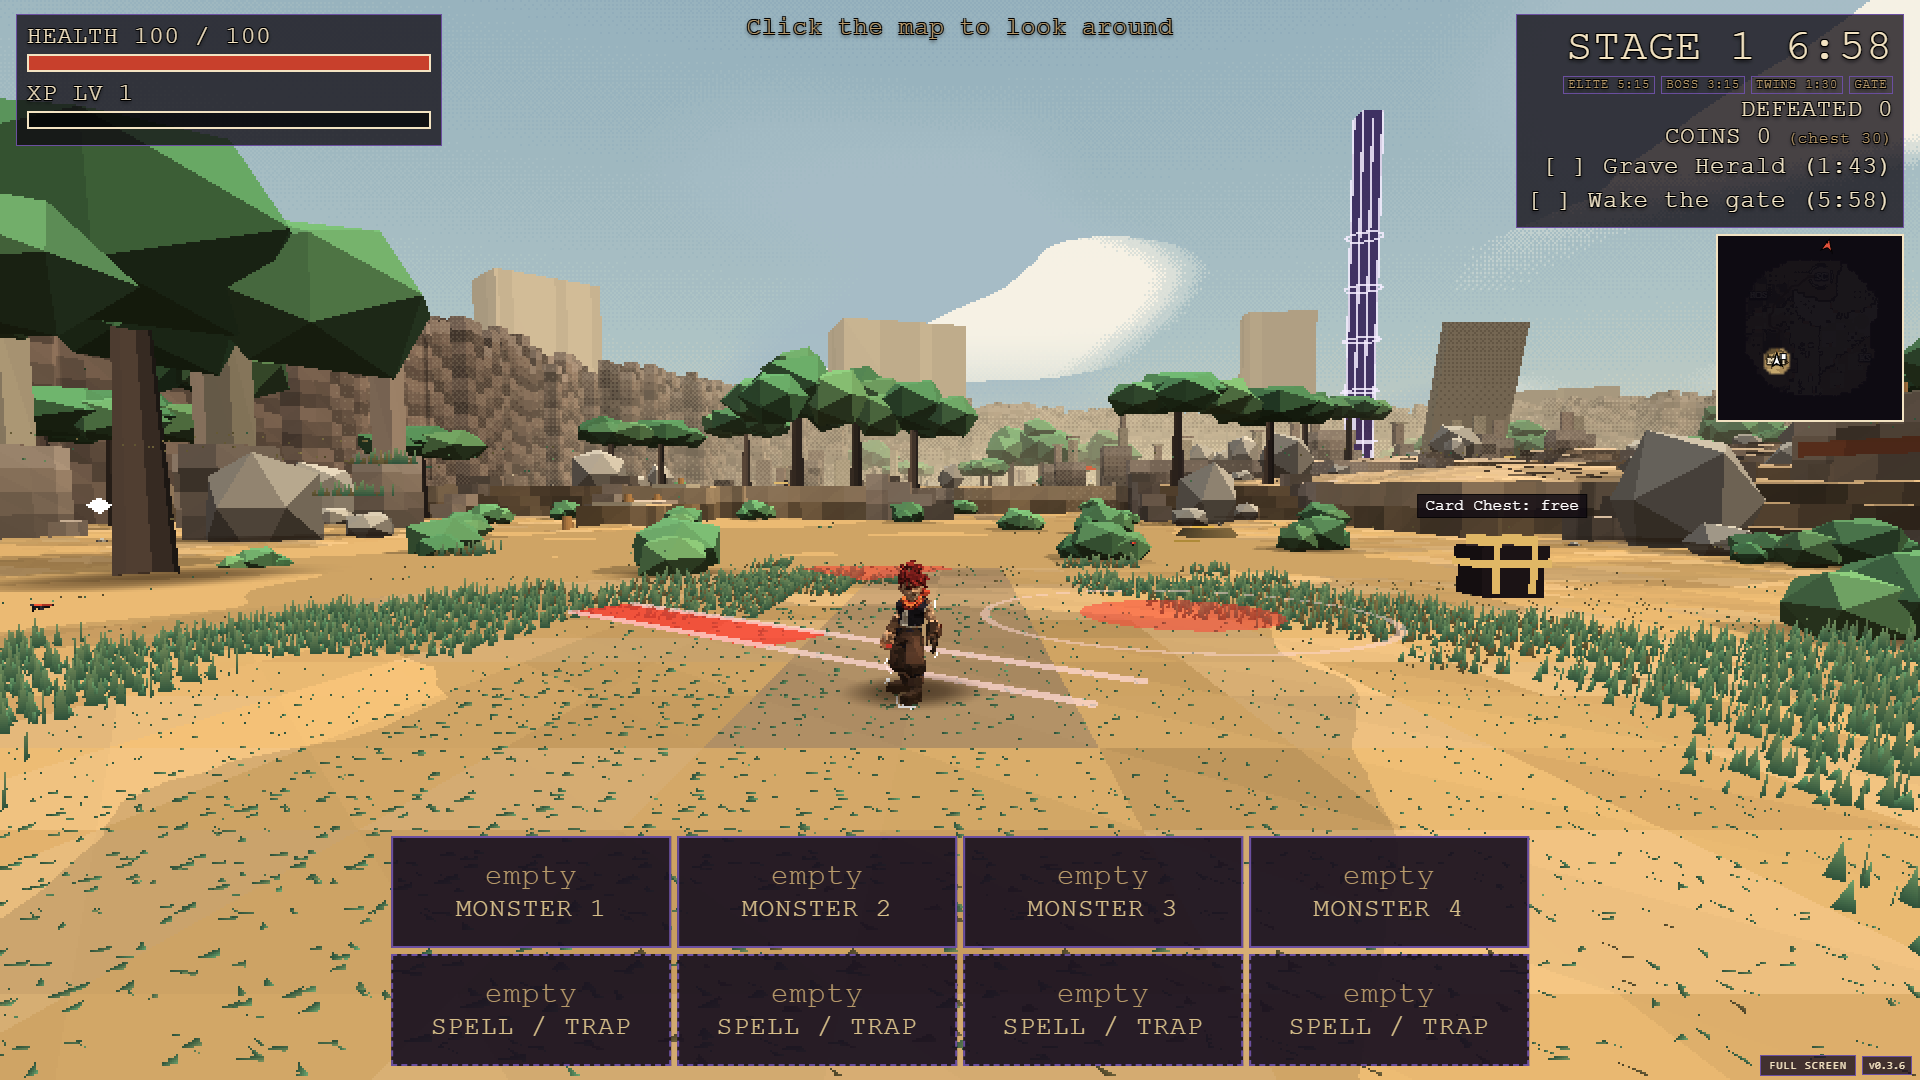 HEALTH 100 / 100
XP LV 1
Click the map to look around
STAGE 1 6:58
ELITE 5:15 BOSS 3:15 TWINS 1:30 GATE
DEFEATED 0
COINS 0 (chest 30)
[ ] Grave Herald (1:43)
[ ] Wake the gate (5:58)
Card Chest: free
empty
MONSTER 1
empty
MONSTER 2
empty
MONSTER 3
empty
MONSTER 4
empty
SPELL / TRAP
empty
SPELL / TRAP
empty
SPELL / TRAP
empty
SPELL / TRAP
FULL SCREEN
v0.3.6